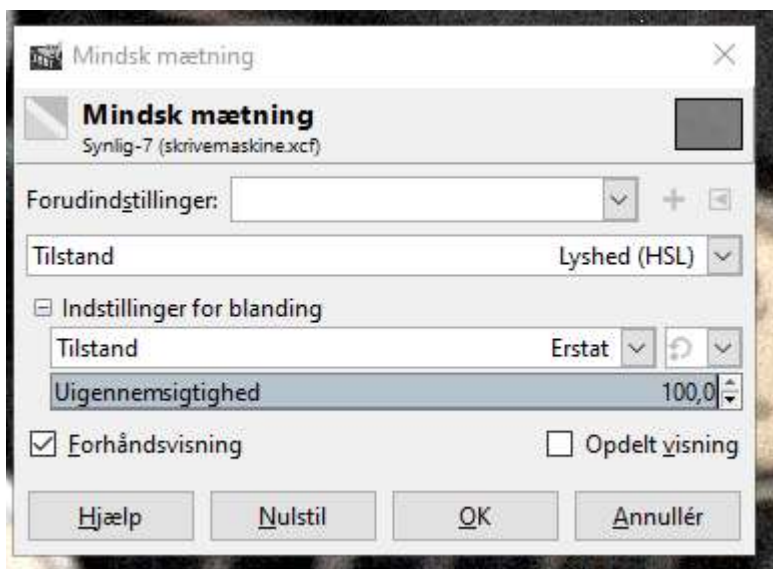 Mindsk mætning
Mindsk mætning
Synlig-7 (skrivemaskine.xcf)
Forudindstillinger:
Tilstand Lyshed (HSL)
Indstillinger for blanding
Tilstand Erstat
Uigennemsigtighed 100,0
Forhåndsvisning Opdelt visning
Hjælp Nulstil OK Annullér